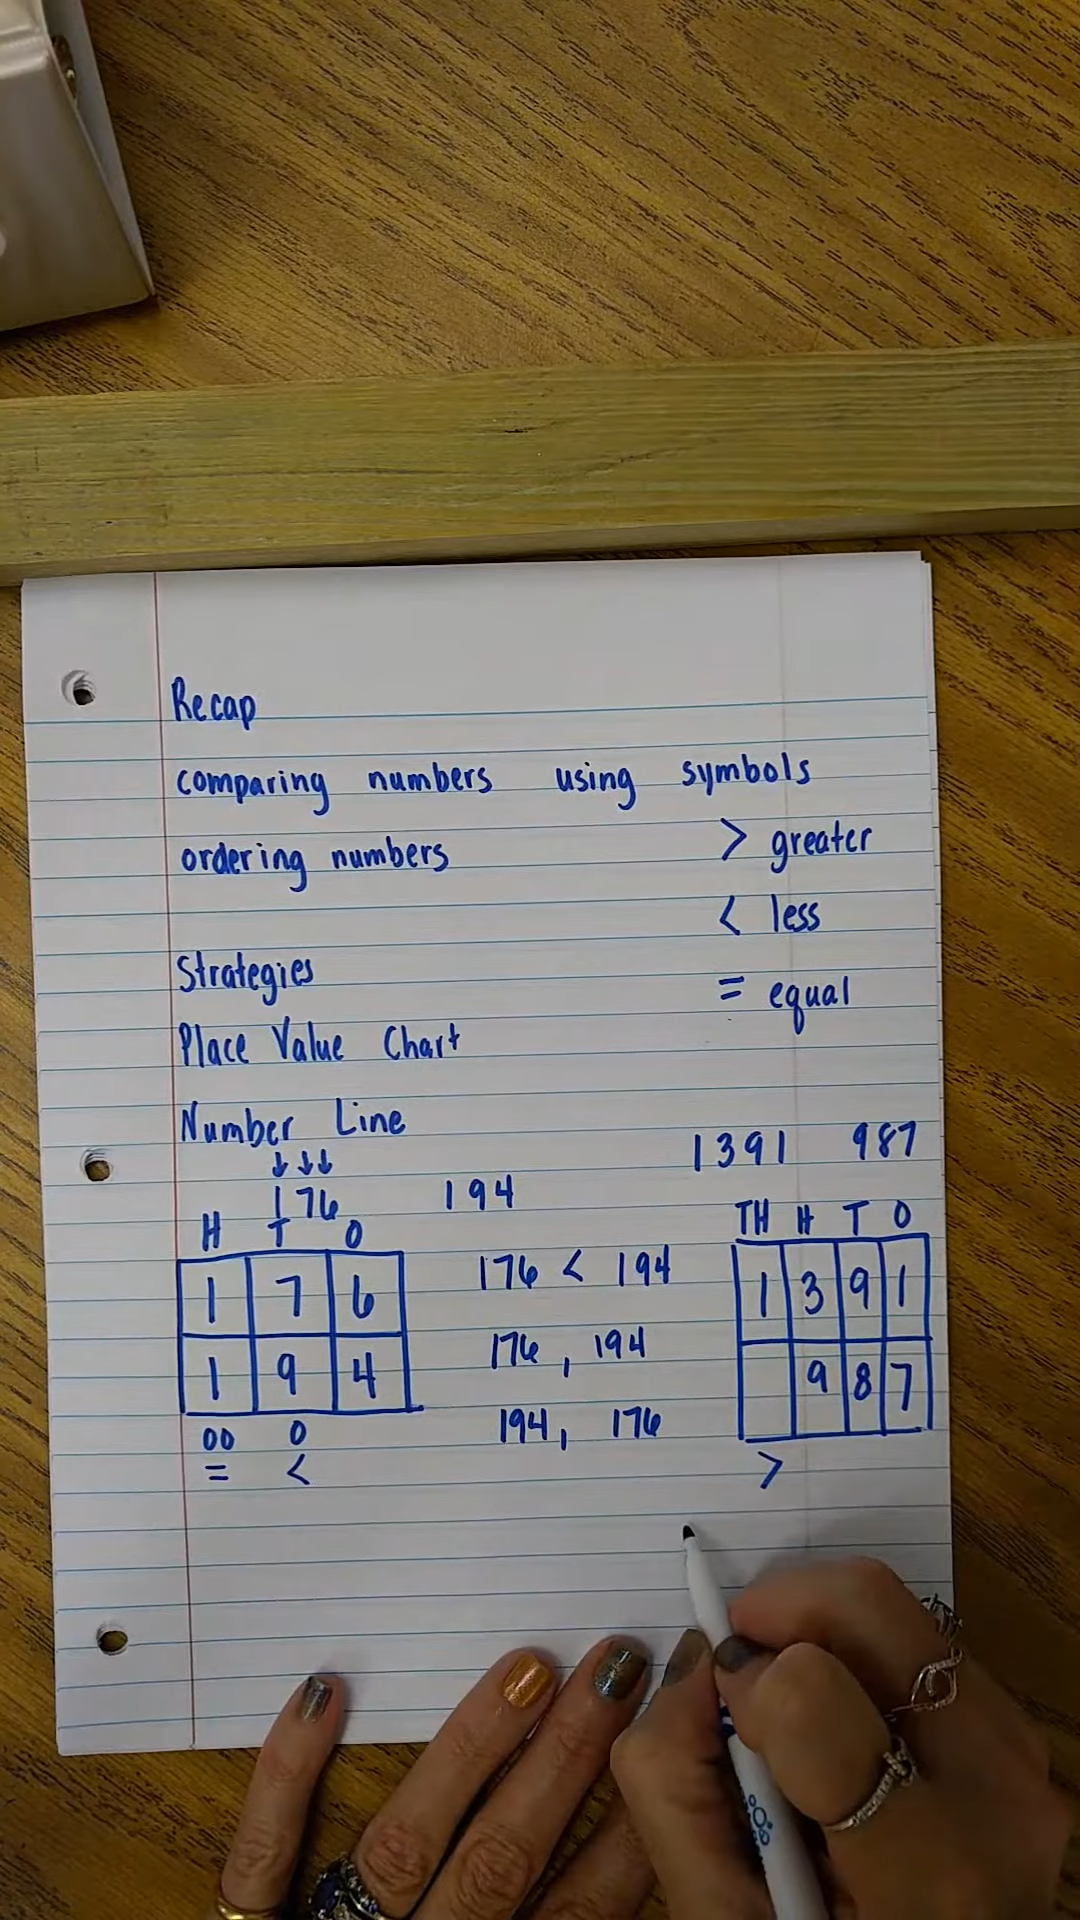 Recap
comparing numbers using symbols
ordering numbers
> greater
< less
= equal
Strategies
Place Value Chart
Number Line
↓↓↓
176 194
H T O
1 7 6
1 9 4
00 0
= <
176 < 194
176, 194
194, 176
1391 987
TH H T O
1 3 9 1
9 8 7
>